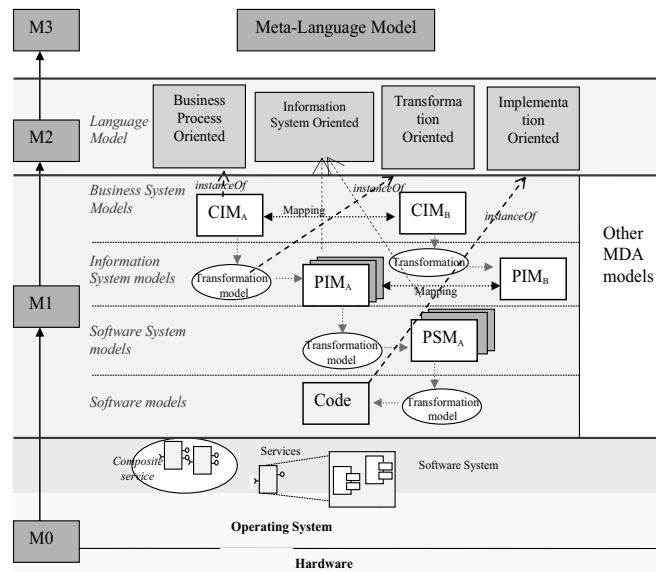 M3
Meta-Language Model
M2
Language
Model
Business
Process
Oriented
Information
System Oriented
Transforma
tion
Oriented
Implementa
tion
Oriented
M1
Business System
Models
instanceOf
instanceOf
instanceOf
CIMA
Mapping
CIMB
Other
MDA
models
Information
System models
Transformation
model
PIMA
Transformation
Mapping
PIMB
Software System
models
Transformation
model
PSMA
Software models
Code
Transformation
model
Composite
service
Services
Software System
M0
Operating System
Hardware